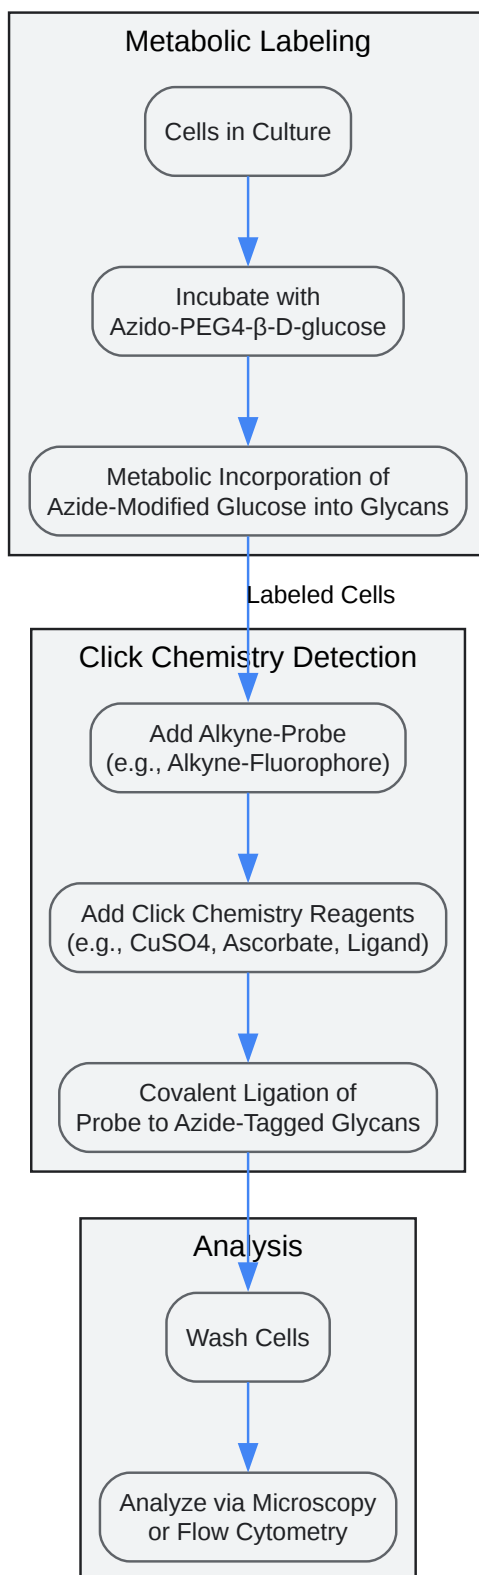 Metabolic Labeling
Cells in Culture
Incubate with
Azido-PEG4-β-D-glucose
Metabolic Incorporation of
Azide-Modified Glucose into Glycans
Labeled Cells
Click Chemistry Detection
Add Alkyne-Probe
(e.g., Alkyne-Fluorophore)
Add Click Chemistry Reagents
(e.g., CuSO4, Ascorbate, Ligand)
Covalent Ligation of
Probe to Azide-Tagged Glycans
Analysis
Wash Cells
Analyze via Microscopy
or Flow Cytometry